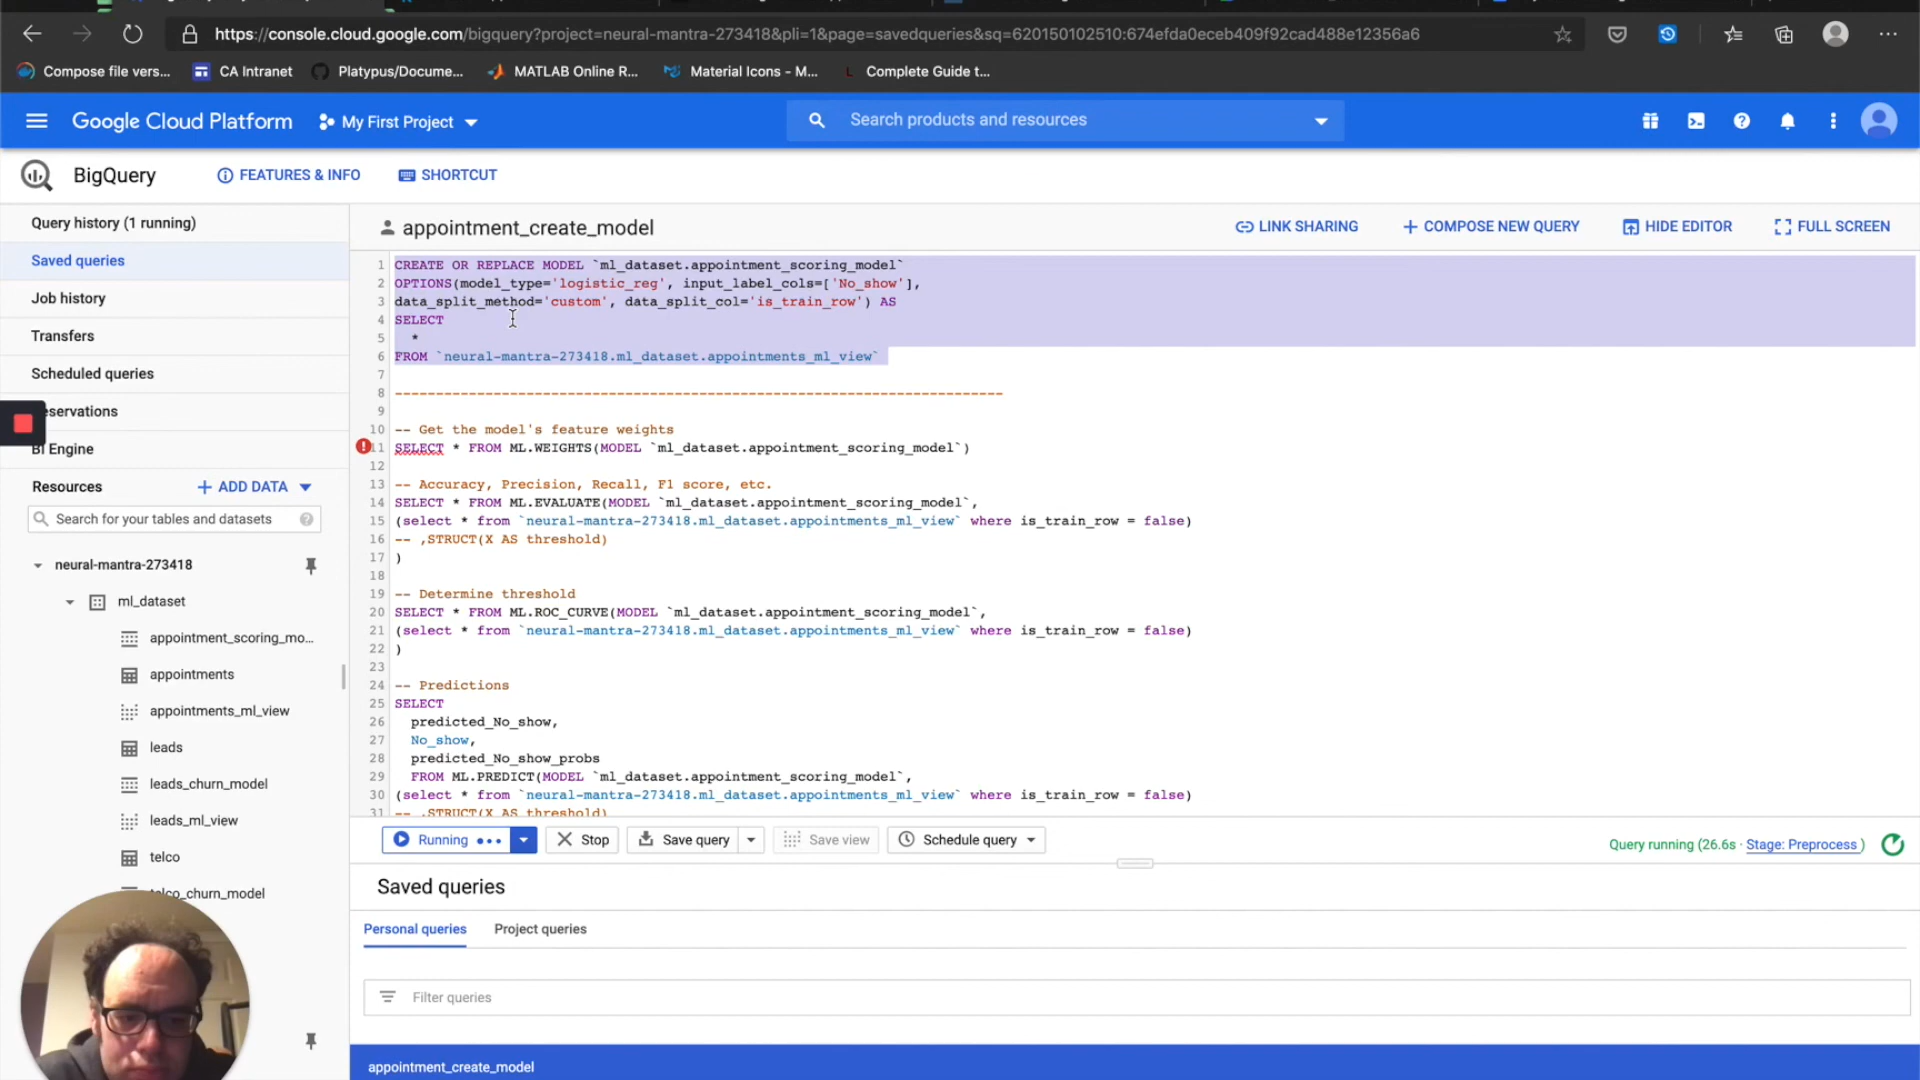 https://console.cloud.google.com/bigquery?project=neural-mantra-273418&pli=1&page=savedqueries&sq=620150102510:674efda0eceb409f92cad488e12356a6
Compose file vers... CA Intranet Platypus/Docume... MATLAB Online R... Material Icons - M... Complete Guide t...
Google Cloud Platform My First Project Search products and resources
BigQuery FEATURES & INFO SHORTCUT
Query history (1 running)
Saved queries
Job history
Transfers
Scheduled queries
eservations
BI Engine
Resources ADD DATA
Search for your tables and datasets
neural-mantra-273418
ml_dataset
appointment_scoring_mo...
appointments
appointments_ml_view
leads
leads_churn_model
leads_ml_view
telco
telco_churn_model
appointment_create_model LINK SHARING COMPOSE NEW QUERY HIDE EDITOR FULL SCREEN
1 CREATE OR REPLACE MODEL `ml_dataset.appointment_scoring_model`
2 OPTIONS(model_type='logistic_reg', input_label_cols=['No_show'],
3 data_split_method='custom', data_split_col='is_train_row') AS
4 SELECT
5 *
6 FROM `neural-mantra-273418.ml_dataset.appointments_ml_view`
7
8 --------------------------------------------------------------------------
9
10 -- Get the model's feature weights
11 SELECT * FROM ML.WEIGHTS(MODEL `ml_dataset.appointment_scoring_model`)
12
13 -- Accuracy, Precision, Recall, F1 score, etc.
14 SELECT * FROM ML.EVALUATE(MODEL `ml_dataset.appointment_scoring_model`,
15 (select * from `neural-mantra-273418.ml_dataset.appointments_ml_view` where is_train_row = false)
16 -- ,STRUCT(X AS threshold)
17 )
18
19 -- Determine threshold
20 SELECT * FROM ML.ROC_CURVE(MODEL `ml_dataset.appointment_scoring_model`,
21 (select * from `neural-mantra-273418.ml_dataset.appointments_ml_view` where is_train_row = false)
22 )
23
24 -- Predictions
25 SELECT
26 predicted_No_show,
27 No_show,
28 predicted_No_show_probs
29 FROM ML.PREDICT(MODEL `ml_dataset.appointment_scoring_model`,
30 (select * from `neural-mantra-273418.ml_dataset.appointments_ml_view` where is_train_row = false)
31 -- ,STRUCT(X AS threshold)
Running Stop Save query Save view Schedule query Query running (26.6s · Stage: Preprocess )
Saved queries
Personal queries Project queries
Filter queries
appointment_create_model